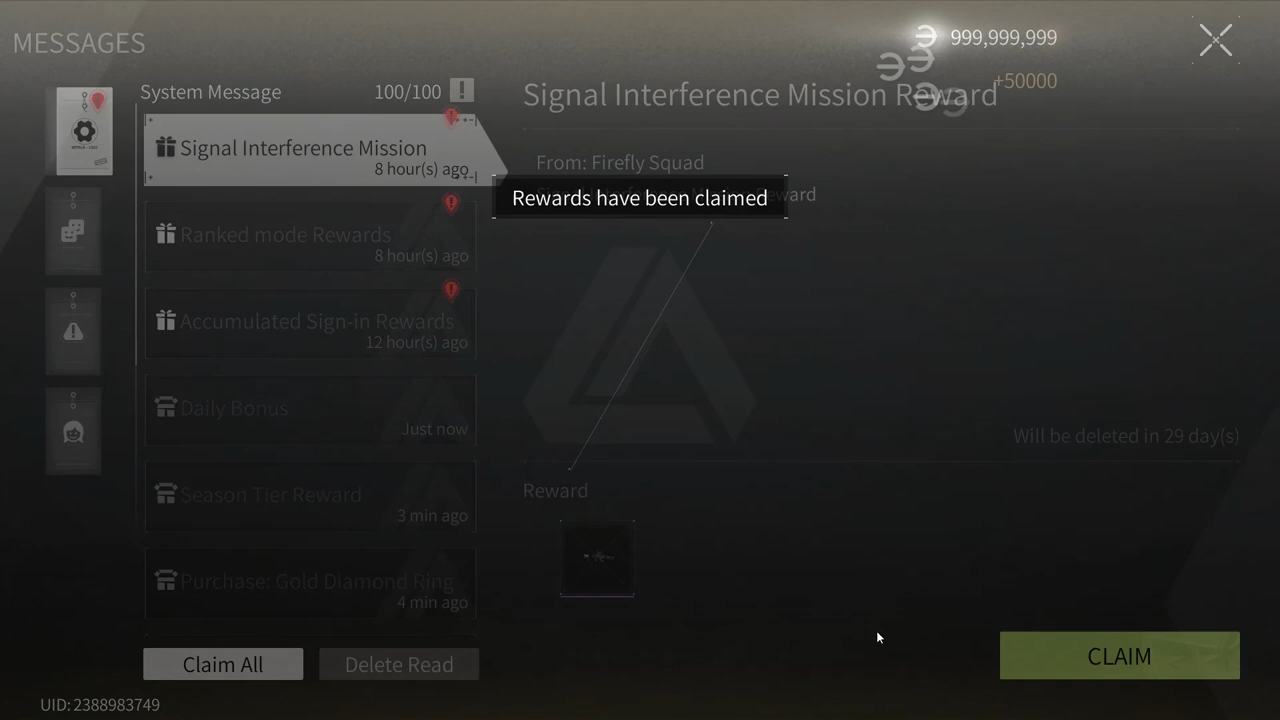 MESSAGES
999,999,999
+50000
System Message 100/100
Signal Interference Mission Reward
Signal Interference Mission
8 hour(s) ago
From: Firefly Squad
Rewards have been claimed
Ranked mode Rewards
8 hour(s) ago
Accumulated Sign-in Rewards
12 hour(s) ago
Daily Bonus
Just now
Will be deleted in 29 day(s)
Season Tier Reward
3 min ago
Reward
Purchase: Gold Diamond Ring
4 min ago
Claim All
Delete Read
CLAIM
UID: 2388983749